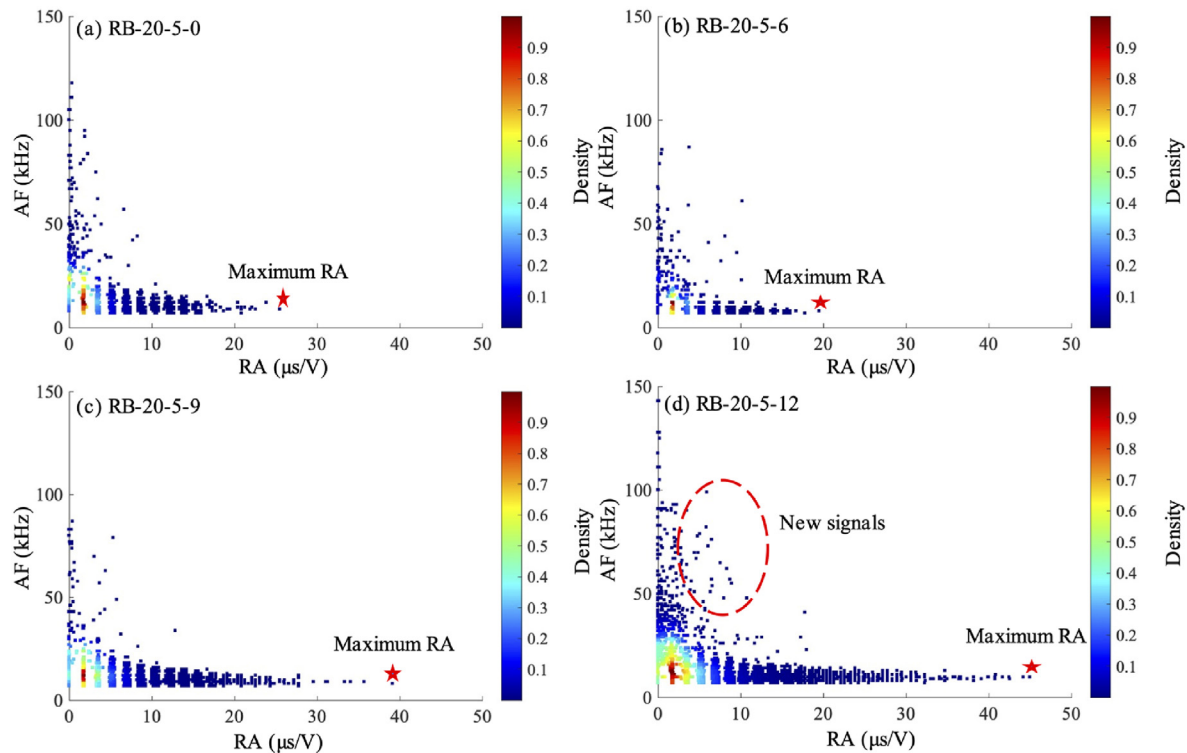 (a) RB-20-5-0
150
100
50
0
AF (kHz)
Maximum RA
0 10 20 30 40 50
RA (μs/V)
0.9
0.8
0.7
0.6
0.5
0.4
0.3
0.2
0.1
Density
(b) RB-20-5-6
150
100
50
0
AF (kHz)
Maximum RA
0 10 20 30 40 50
RA (μs/V)
0.9
0.8
0.7
0.6
0.5
0.4
0.3
0.2
0.1
Density
(c) RB-20-5-9
150
100
50
0
AF (kHz)
Maximum RA
0 10 20 30 40 50
RA (μs/V)
0.9
0.8
0.7
0.6
0.5
0.4
0.3
0.2
0.1
Density
(d) RB-20-5-12
150
100
50
0
AF (kHz)
New signals
Maximum RA
0 10 20 30 40 50
RA (μs/V)
0.9
0.8
0.7
0.6
0.5
0.4
0.3
0.2
0.1
Density